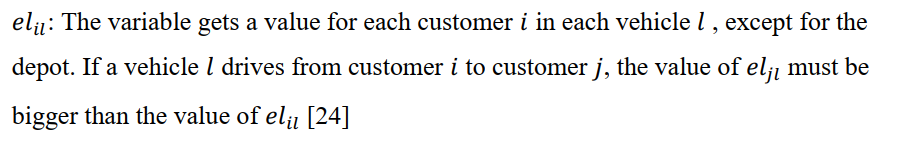 el_{il}: The variable gets a value for each customer i in each vehicle l , except for the
depot. If a vehicle l drives from customer i to customer j, the value of el_{jl} must be
bigger than the value of el_{il} [24]